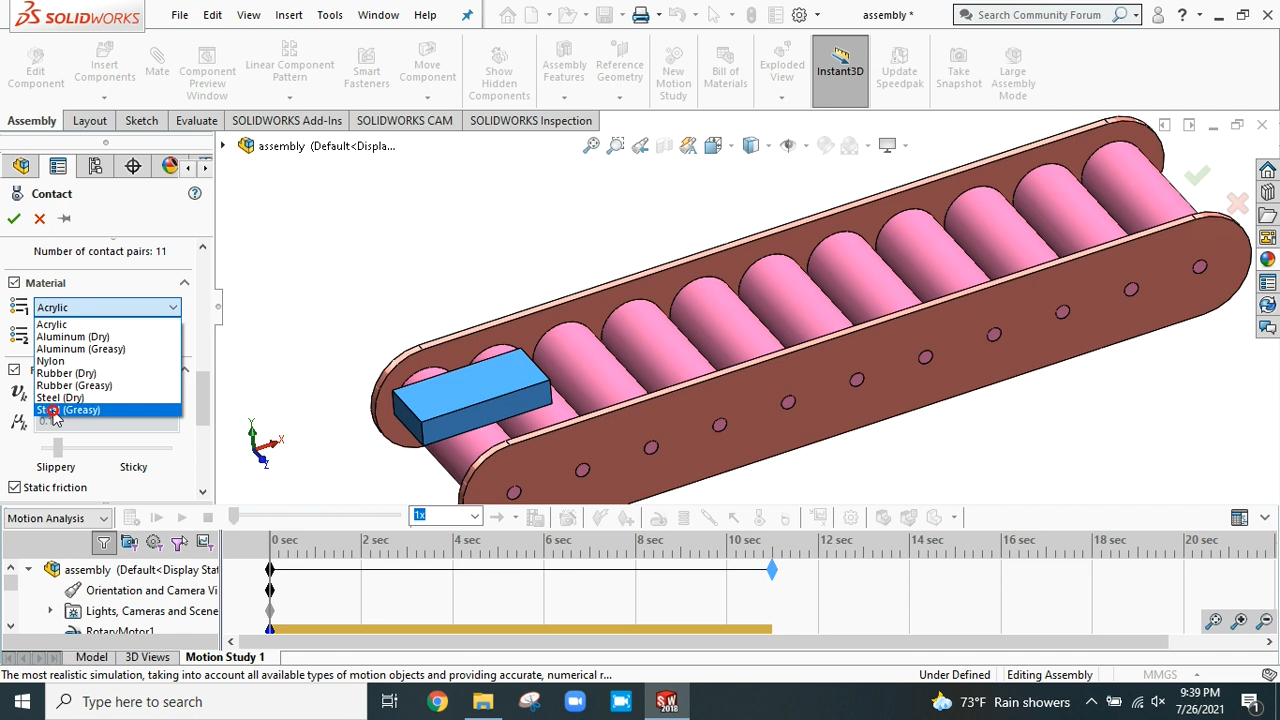 SOLIDWORKS
File Edit View Insert Tools Window Help
assembly *
Search Community Forum
?
Edit Component
Insert Components
Mate
Component Preview Window
Linear Component Pattern
Smart Fasteners
Move Component
Show Hidden Components
Assembly Features
Reference Geometry
New Motion Study
Bill of Materials
Exploded View
Instant3D
Update Speedpak
Take Snapshot
Large Assembly Mode
Assembly Layout Sketch Evaluate SOLIDWORKS Add-Ins SOLIDWORKS CAM SOLIDWORKS Inspection
assembly (Default<Displa...
Contact
Number of contact pairs: 11
Material
Acrylic
Acrylic
Aluminum (Dry)
Aluminum (Greasy)
Nylon
Rubber (Dry)
Rubber (Greasy)
Steel (Dry)
(Greasy)
Slippery Sticky
Static friction
Y
X
Z
Motion Analysis
1x
0 sec 2 sec 4 sec 6 sec 8 sec 10 sec 12 sec 14 sec 16 sec 18 sec 20 sec
assembly (Default<Display Stat
Orientation and Camera Vi
Lights, Cameras and Scene
RotaryMotor1
Model 3D Views Motion Study 1
The most realistic simulation, taking into account all available types of motion objects and providing accurate, numerical r...
Under Defined Editing Assembly MMGS
Type here to search
SW 2018
73°F Rain showers
9:39 PM
7/26/2021
1